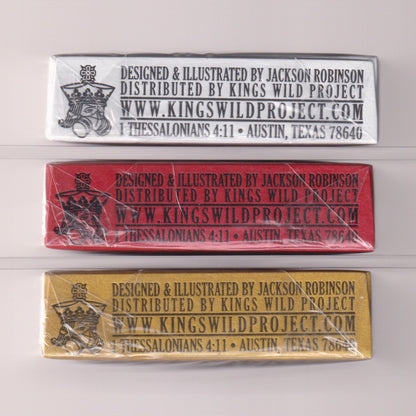 DESIGNED & ILLUSTRATED BY JACKSON ROBINSON
DISTRIBUTED BY KINGS WILD PROJECT
WWW.KINGSWILDPROJECT.COM
1 THESSALONIANS 4:11 • AUSTIN, TEXAS 78640
DESIGNED & ILLUSTRATED BY JACKSON ROBINSON
DISTRIBUTED BY KINGS WILD PROJECT
WWW.KINGSWILDPROJECT.COM
1 THESSALONIANS 4:11 • AUSTIN, TEXAS 78640
DESIGNED & ILLUSTRATED BY JACKSON ROBINSON
DISTRIBUTED BY KINGS WILD PROJECT
WWW.KINGSWILDPROJECT.COM
1 THESSALONIANS 4:11 • AUSTIN, TEXAS 78640